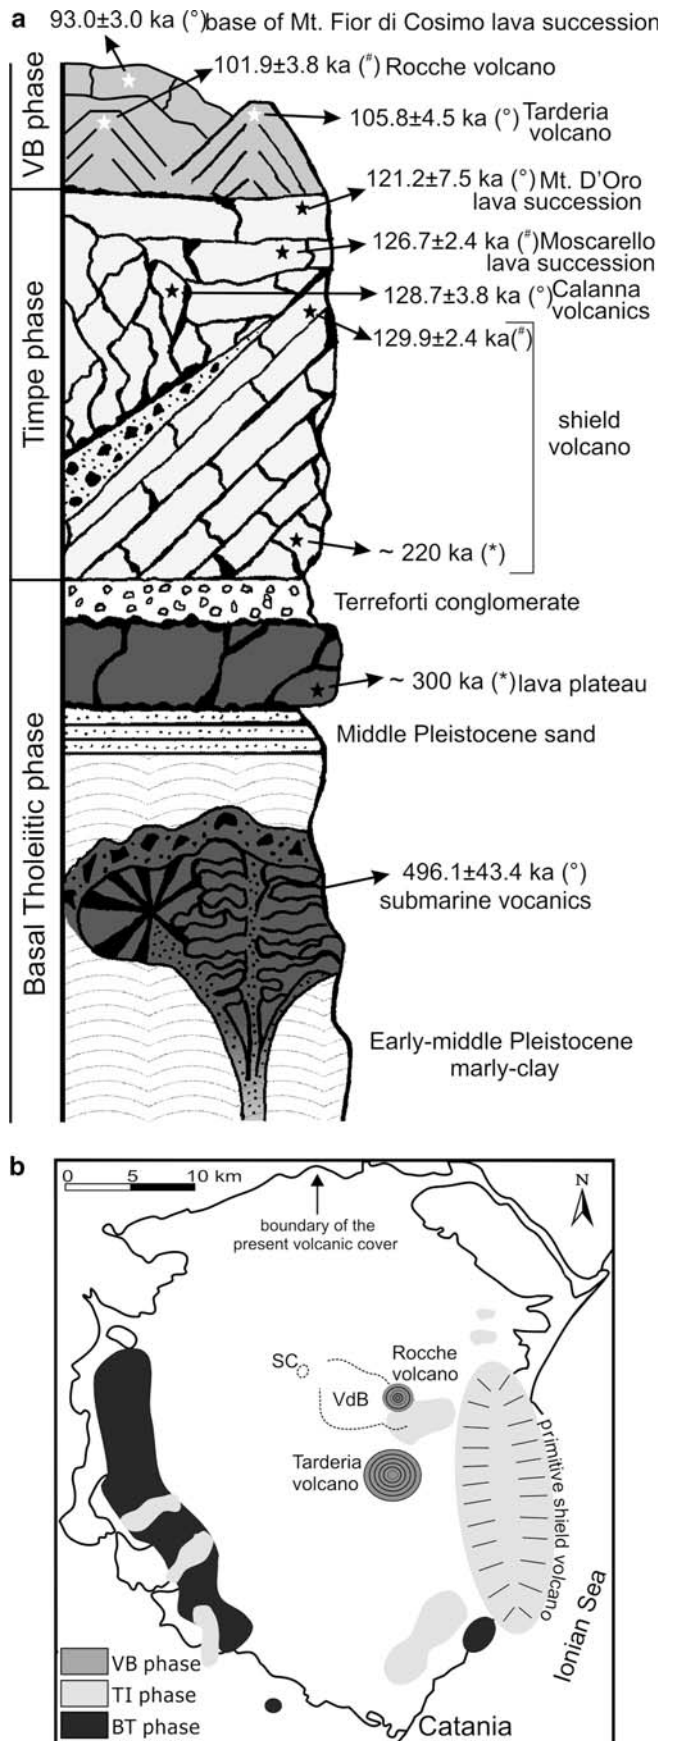 a
93.0±3.0 ka (°) base of Mt. Fior di Cosimo lava succession
101.9±3.8 ka (#) Rocche volcano
105.8±4.5 ka (°) Tarderia
volcano
VB phase
121.2±7.5 ka (°) Mt. D'Oro
lava succession
126.7±2.4 ka (#) Moscarello
lava succession
128.7±3.8 ka (°) Calanna
volcanics
129.9±2.4 ka(#)
Timpe phase
shield
volcano
~ 220 ka (*)
Terreforti conglomerate
~ 300 ka (*) lava plateau
Middle Pleistocene sand
Basal Tholeiitic phase
496.1±43.4 ka (°)
submarine vocanics
Early-middle Pleistocene
marly-clay
b
0 5 10 km
N
boundary of the
present volcanic cover
SC
Rocche
volcano
VdB
Tarderia
volcano
primitive shield volcano
Ionian Sea
VB phase
TI phase
BT phase
Catania